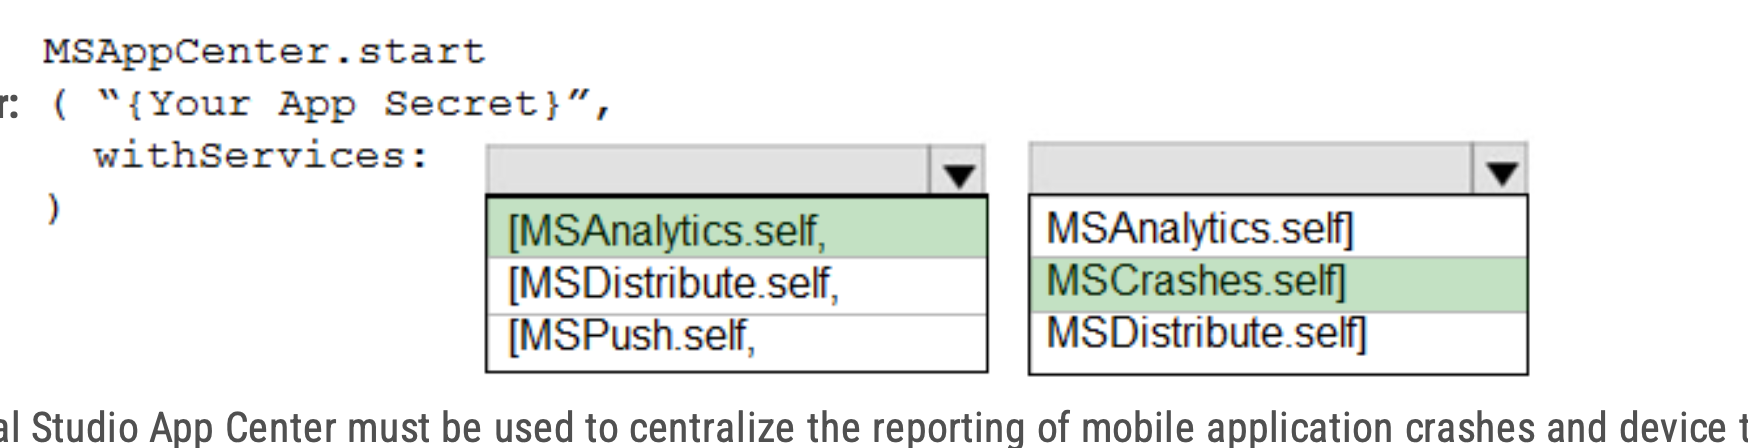 MSAppCenter.start
r: ( “{Your App Secret}”,
withServices:
)
[MSAnalytics.self,
[MSDistribute.self,
[MSPush.self,
MSAnalytics.self]
MSCrashes.self]
MSDistribute.self]
al Studio App Center must be used to centralize the reporting of mobile application crashes and device t